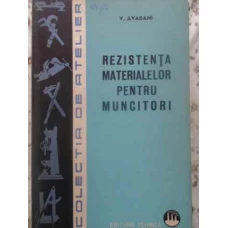 V. AVADANI
REZISTENȚA
MATERIALELOR
PENTRU
MUNCITORI
COLECȚIA DE ATELIER
EDITURA TEHNICĂ